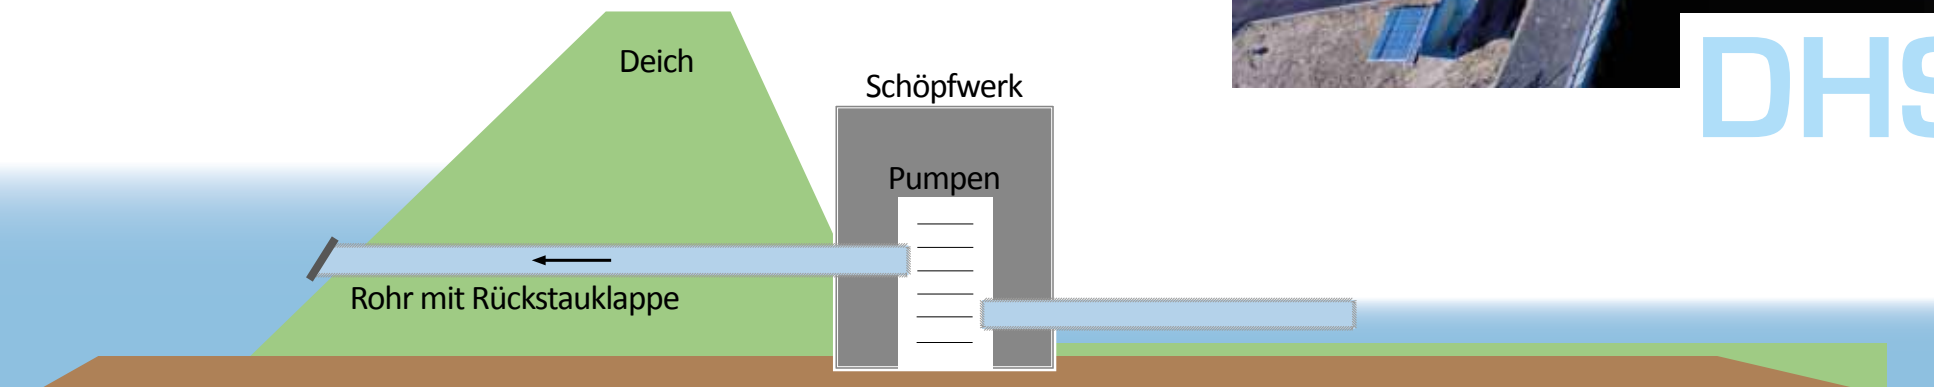 Deich
Schöpfwerk
DHS
Pumpen
Rohr mit Rückstauklappe